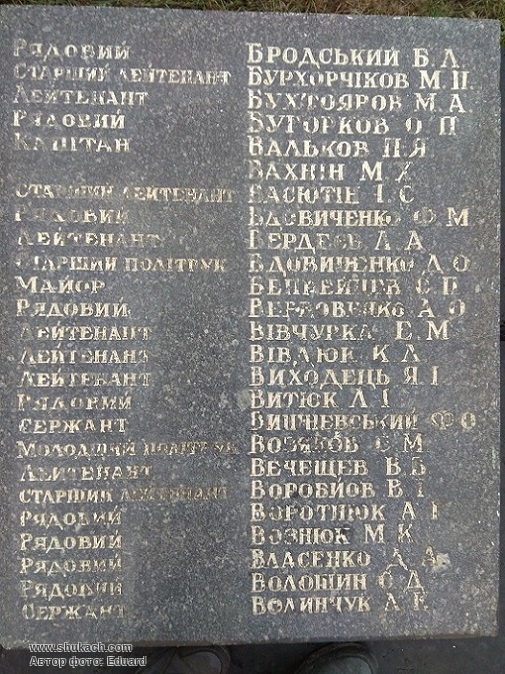 Рядовий Бродський Б.Л.
Старший лейтенант Бурхорчіков М.П.
Лейтенант Бухтояров М.А
Рядовий Бугорков О П
Капітан Вальков П.Я
Вахнін М.Х.
Старший лейтенант Васютін І.С
Рядовий Вдовиченко Ф М
Лейтенант А.А
Старший політрук Вдовиченко Д О
Майор С П
Рядовий А О
Лейтенант Вівчурка Е.М
Лейтенант Вівдюк К Л
Лейтенант Виходець Я.І
Рядовий Витюк Л.І
Сержант Вишневський Ф О
Молодший політрук С М
Лейтенант Вечещев В.В
Старший лейтенант Воробйов В.І
Рядовий Воротнюк А І
Рядовий Вознюк М К
Рядовий Власенко А
Рядовий Волошин С Д
Сержант Волинчук А Е
www.shukach.com
Автор фото: Eduard